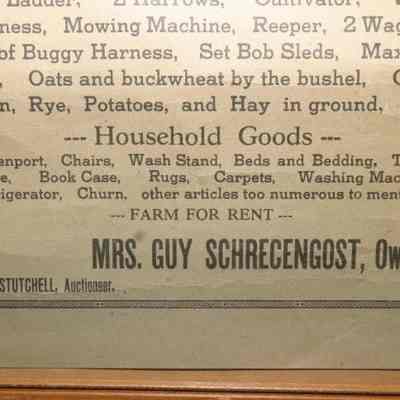 Ladder, 2 Harrows, Cultivator,
ness, Mowing Machine, Reeper, 2 Wag
of Buggy Harness, Set Bob Sleds, Max
, Oats and buckwheat by the bushel, C
n, Rye, Potatoes, and Hay in ground,
--- Household Goods ---
enport, Chairs, Wash Stand, Beds and Bedding, T
e, Book Case, Rugs, Carpets, Washing Mac
rigerator, Churn, other articles too numerous to ment
--- FARM FOR RENT ---
MRS. GUY SCHRECENGOST, Ow
STUTCHELL, Auctioneer.